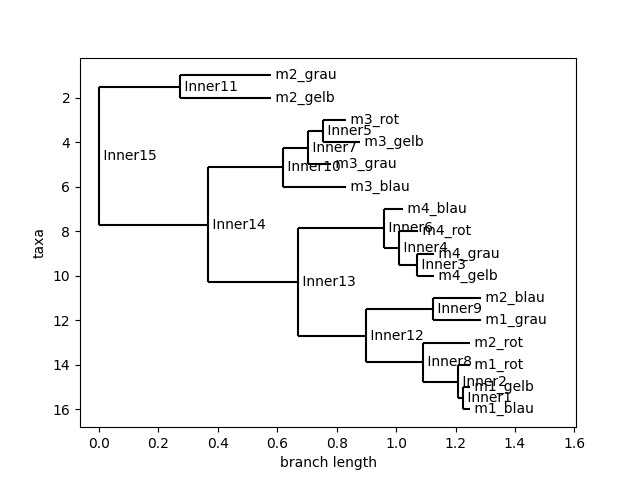 m2_grau
Inner11
2 m2_gelb
m3_rot
Inner5
4 m3_gelb
Inner7
Inner10 m3_grau
Inner15
6 m3_blau
m4_blau
Inner14 Inner6
8 m4_rot
Inner4
m4_grau
Inner3
10 m4_gelb
Inner13
m2_blau
Inner9
12 m1_grau
Inner12
m2_rot
Inner8
14 m1_rot
Inner2
m1_gelb
Inner1
16 m1_blau
taxa
0.0 0.2 0.4 0.6 0.8 1.0 1.2 1.4 1.6
branch length